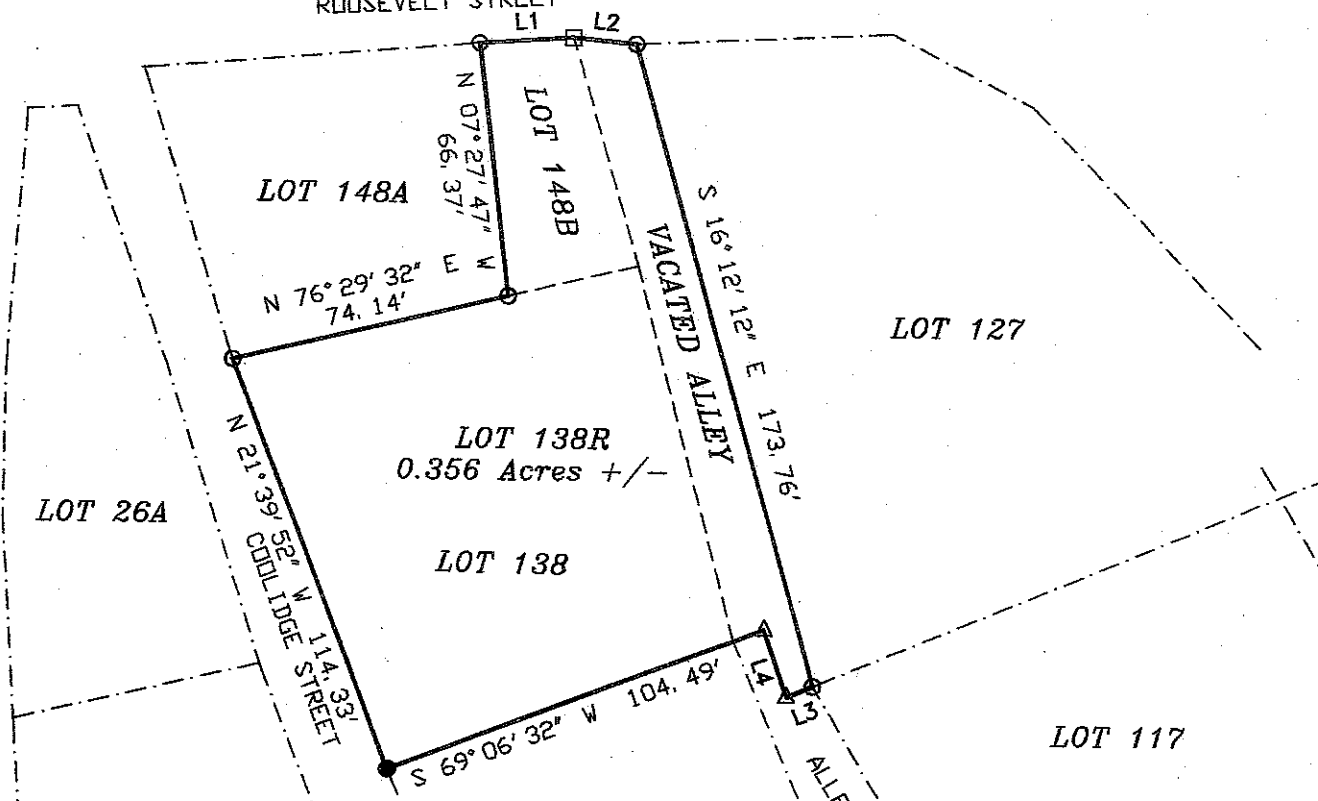 ROOSEVELT STREET
L1
L2
N 07° 27' 47" W
66. 37'
LOT 148B
LOT 148A
N 76° 29' 32" E
74. 14'
VACATED ALLEY
S 16° 12' 12" E 173. 76'
LOT 127
LOT 138R
0.356 Acres +/-
LOT 26A
N 21° 39' 52" W 114. 33'
COOLIDGE STREET
LOT 138
S 69° 06' 32" W 104. 49'
L4
L3
LOT 117